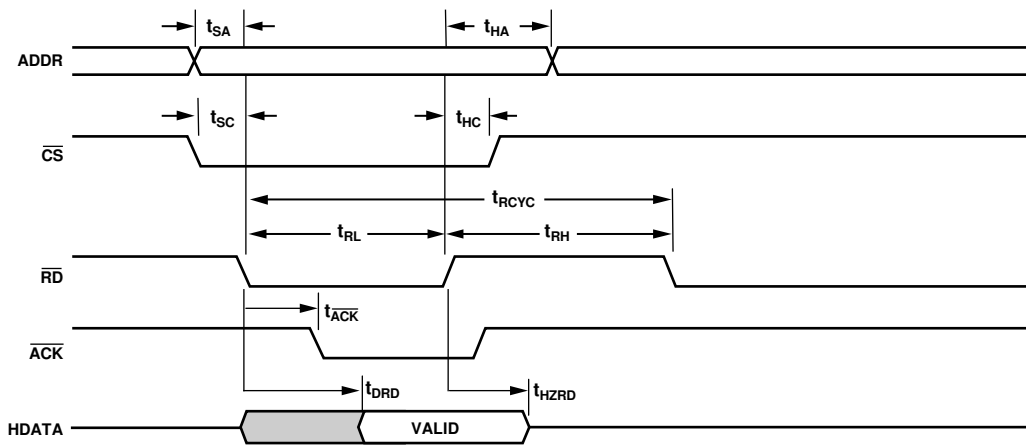 tSA
tHA
ADDR
tSC
tHC
CS
tRCYC
tRL
tRH
RD
tACK
ACK
tDRD
tHZRD
HDATA
VALID